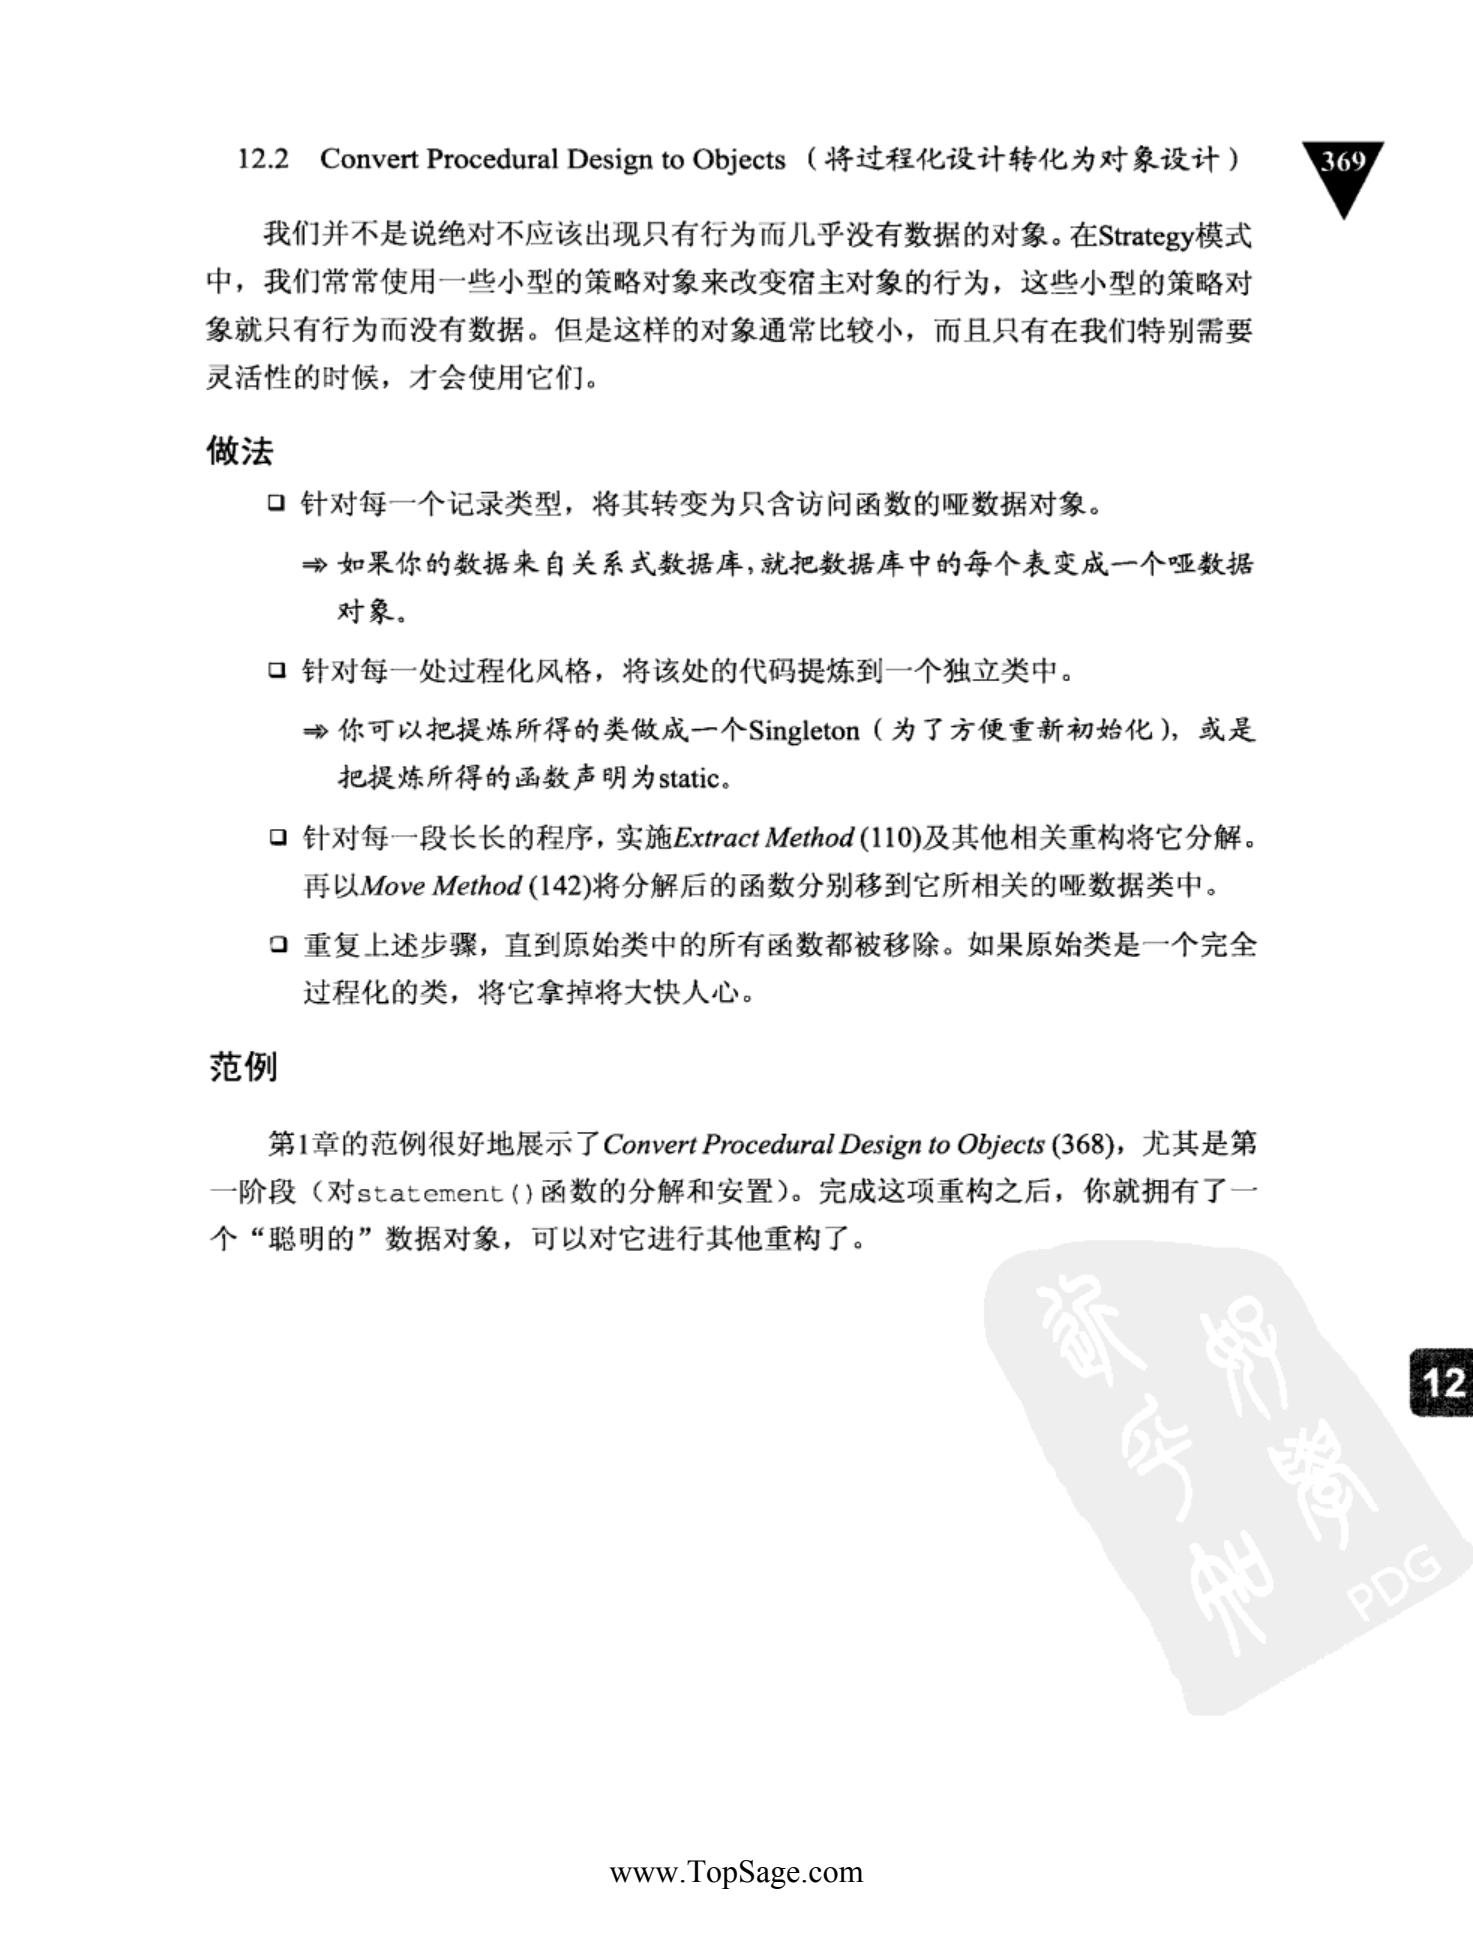 12.2 Convert Procedural Design to Objects（将过程化设计转化为对象设计）
369
我们并不是说绝对不应该出现只有行为而几乎没有数据的对象。在Strategy模式
中，我们常常使用一些小型的策略对象来改变宿主对象的行为，这些小型的策略对
象就只有行为而没有数据。但是这样的对象通常比较小，而且只有在我们特别需要
灵活性的时候，才会使用它们。
做法
❑ 针对每一个记录类型，将其转变为只含访问函数的哑数据对象。
⇒ 如果你的数据来自关系式数据库，就把数据库中的每个表变成一个哑数据
对象。
❑ 针对每一处过程化风格，将该处的代码提炼到一个独立类中。
⇒ 你可以把提炼所得的类做成一个Singleton（为了方便重新初始化），或是
把提炼所得的函数声明为static。
❑ 针对每一段长长的程序，实施Extract Method (110)及其他相关重构将它分解。
再以Move Method (142)将分解后的函数分别移到它所相关的哑数据类中。
❑ 重复上述步骤，直到原始类中的所有函数都被移除。如果原始类是一个完全
过程化的类，将它拿掉将大快人心。
范例
第1章的范例很好地展示了Convert Procedural Design to Objects (368)，尤其是第
一阶段（对statement()函数的分解和安置）。完成这项重构之后，你就拥有了一
个“聪明的”数据对象，可以对它进行其他重构了。
12
PDG
www.TopSage.com